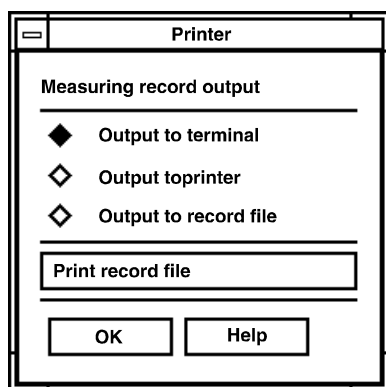 Printer
Measuring record output
Output to terminal
Output toprinter
Output to record file
Print record file
OK
Help